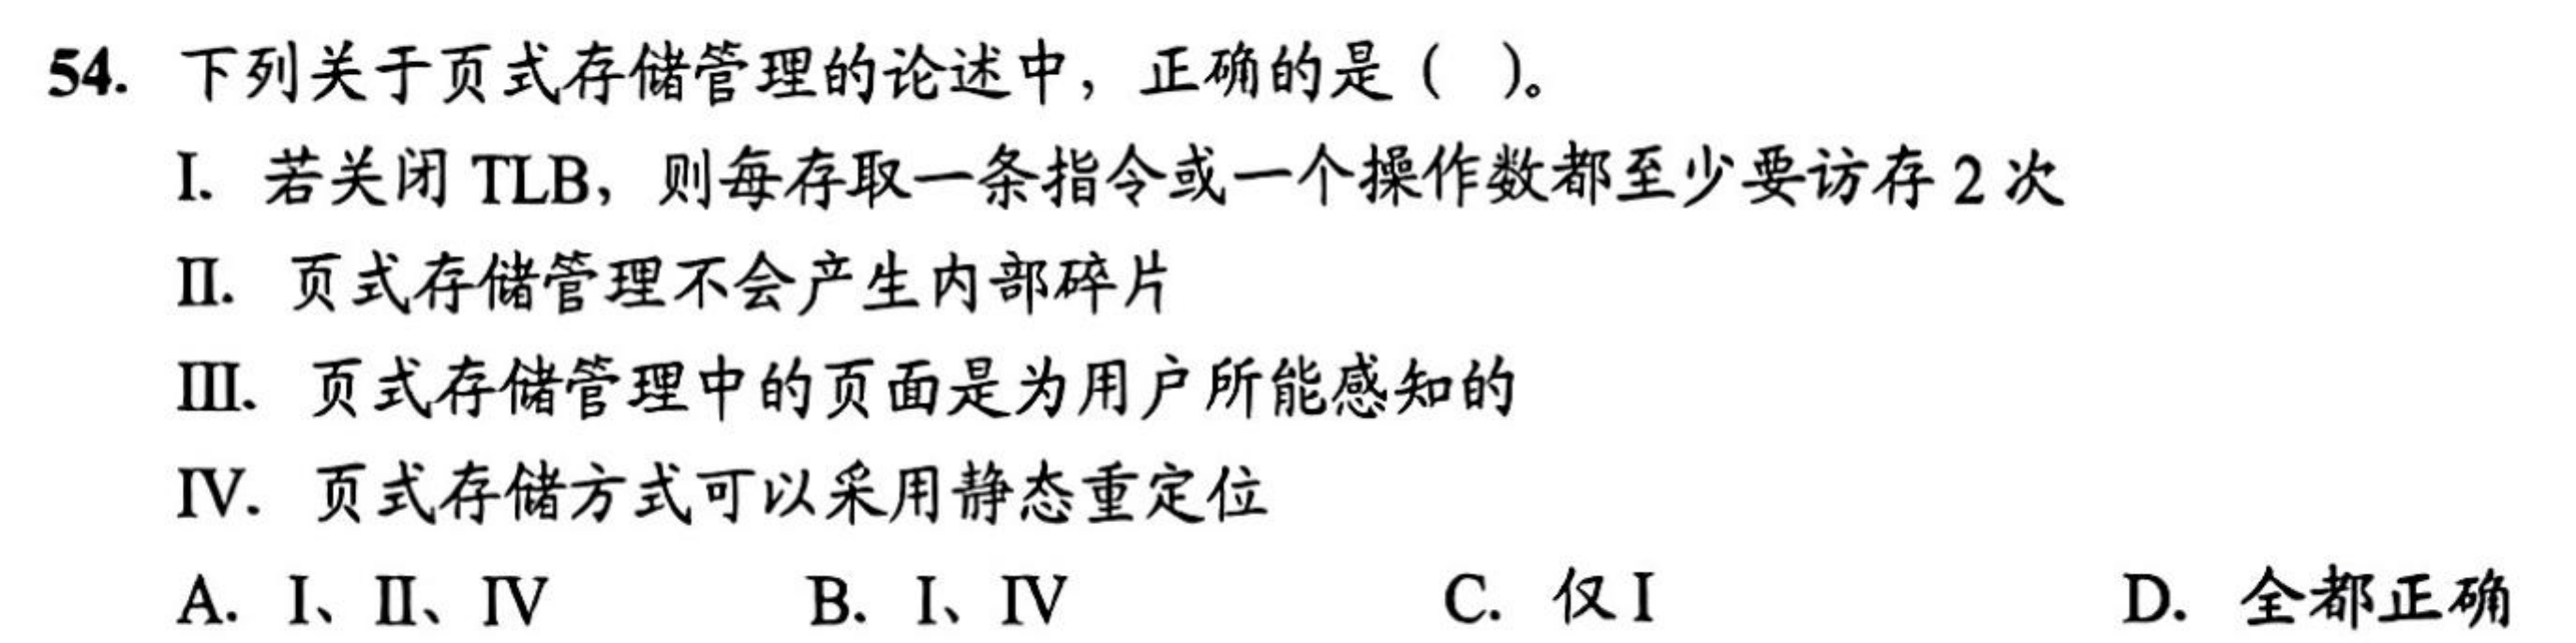 54. 下列关于页式存储管理的论述中，正确的是（ ）。
I. 若关闭 TLB，则每存取一条指令或一个操作数都至少要访存 2 次
II. 页式存储管理不会产生内部碎片
III. 页式存储管理中的页面是为用户所能感知的
IV. 页式存储方式可以采用静态重定位
A. I、II、IV B. I、IV C. 仅 I D. 全都正确